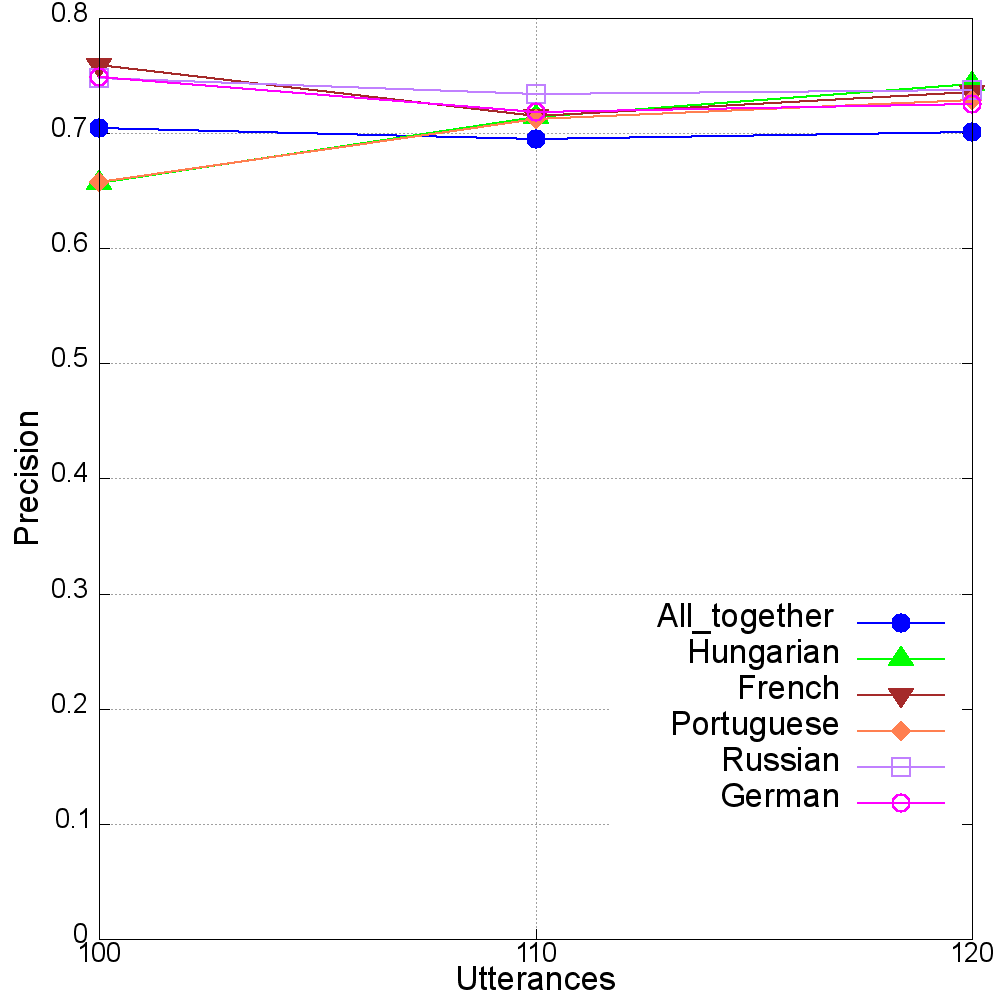 0.8
0.7
0.6
0.5
0.4
0.3
0.2
0.1
0
Precision
All_together
Hungarian
French
Portuguese
Russian
German
100 110 120
Utterances